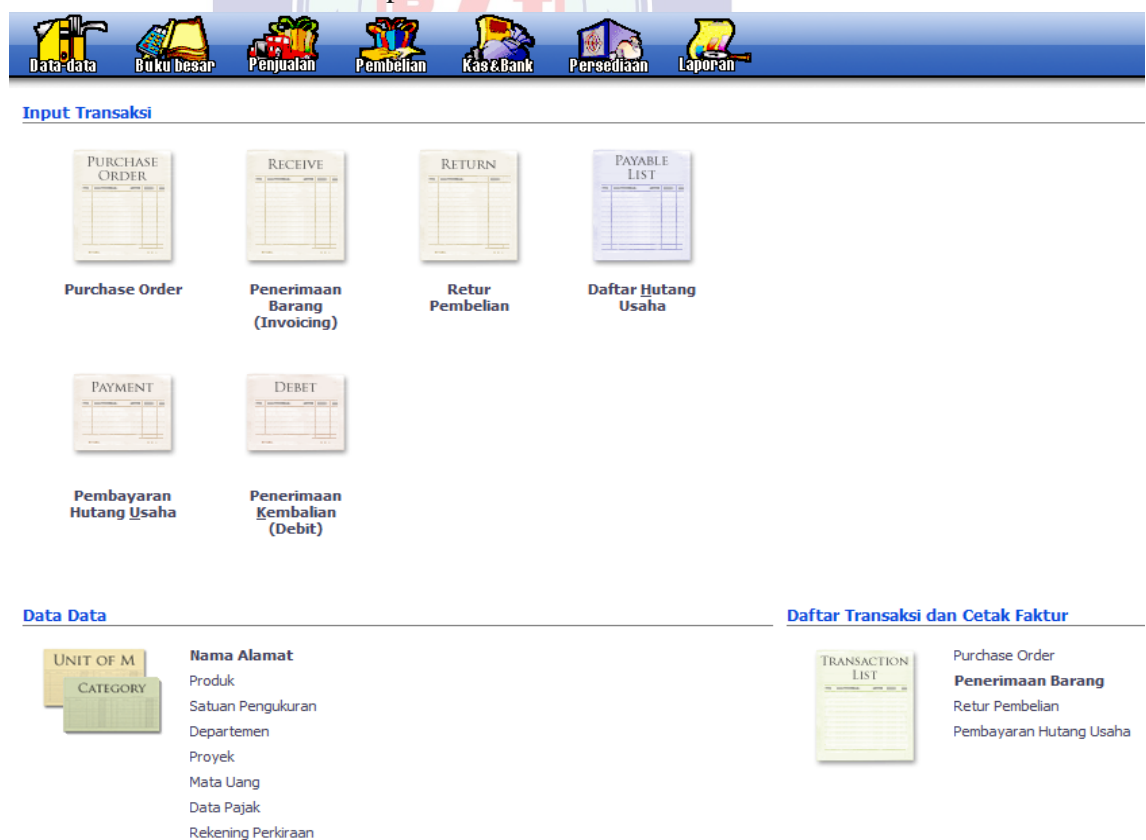 Data-data Buku besar Penjualan Pembelian Kas & Bank Persediaan Laporan
Input Transaksi
PURCHASE
ORDER
Purchase Order
RECEIVE
Penerimaan
Barang
(Invoicing)
RETURN
Retur
Pembelian
PAYABLE
LIST
Daftar Hutang
Usaha
PAYMENT
Pembayaran
Hutang Usaha
DEBET
Penerimaan
Kembalian
(Debit)
Data Data
UNIT OF M
CATEGORY
Nama Alamat
Produk
Satuan Pengukuran
Departemen
Proyek
Mata Uang
Data Pajak
Rekening Perkiraan
Daftar Transaksi dan Cetak Faktur
TRANSACTION
LIST
Purchase Order
Penerimaan Barang
Retur Pembelian
Pembayaran Hutang Usaha